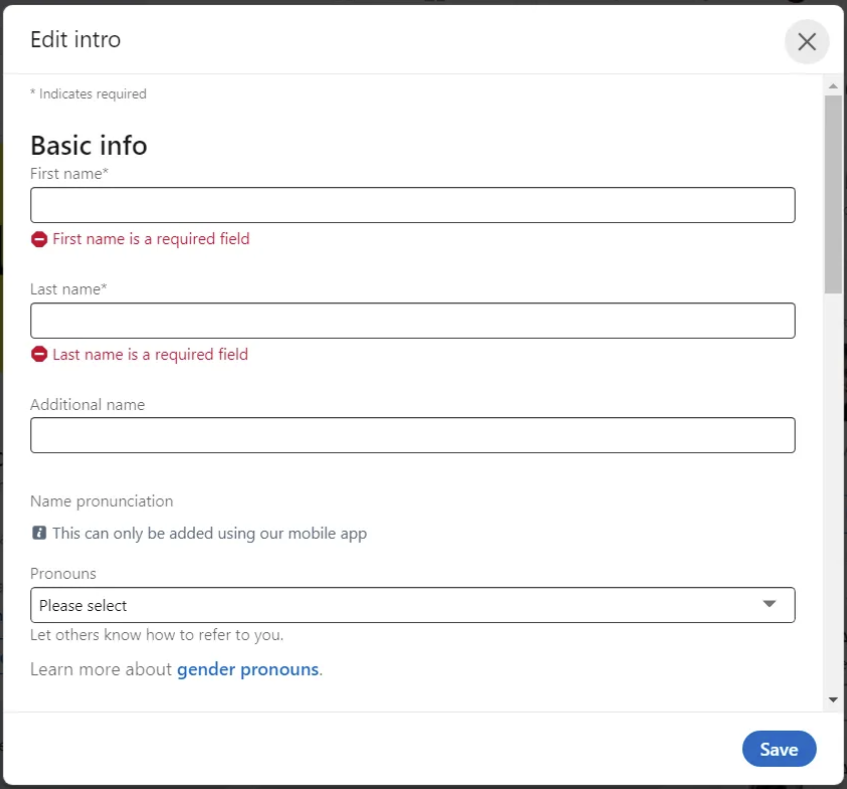 Edit intro
* Indicates required
Basic info
First name*
First name is a required field
Last name*
Last name is a required field
Additional name
Name pronunciation
This can only be added using our mobile app
Pronouns
Please select
Let others know how to refer to you.
Learn more about gender pronouns.
Save